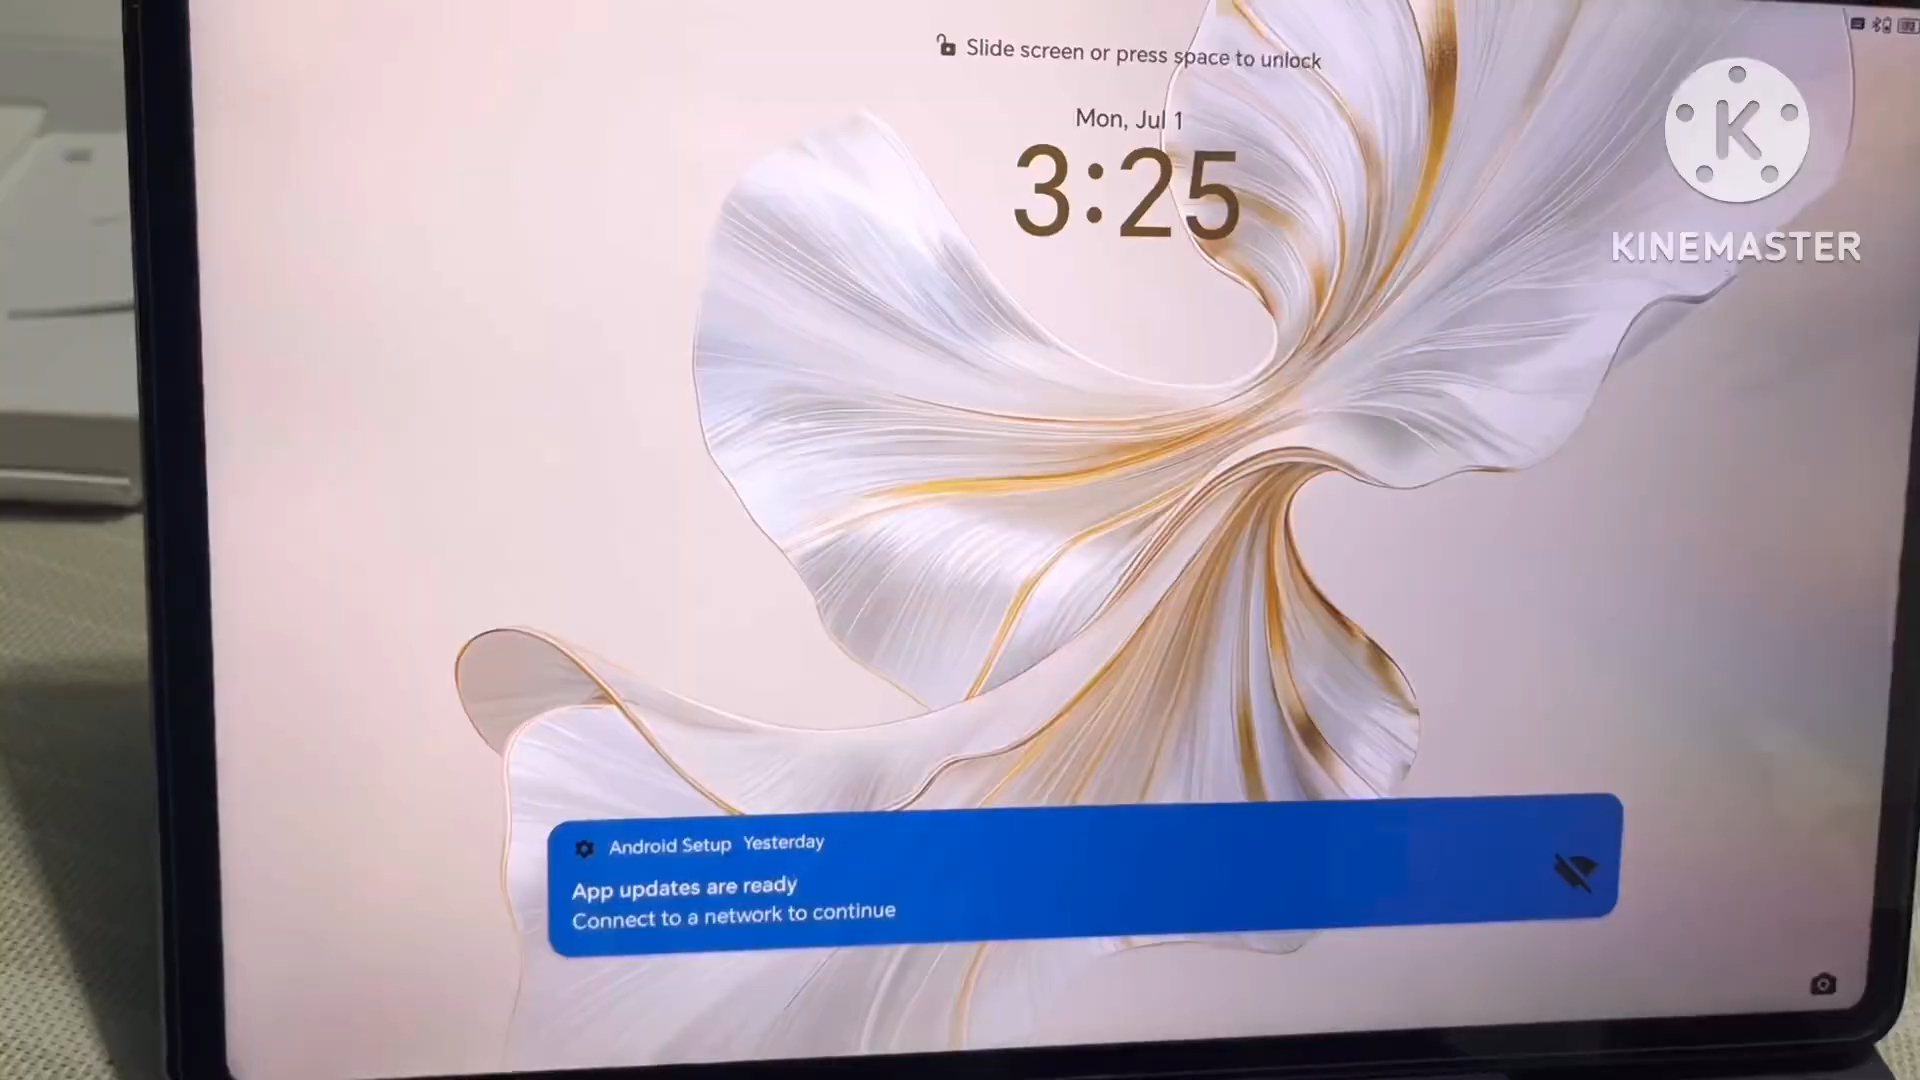 Slide screen or press space to unlock
Mon, Jul 1
3:25
K
KINEMASTER
Android Setup Yesterday
App updates are ready
Connect to a network to continue